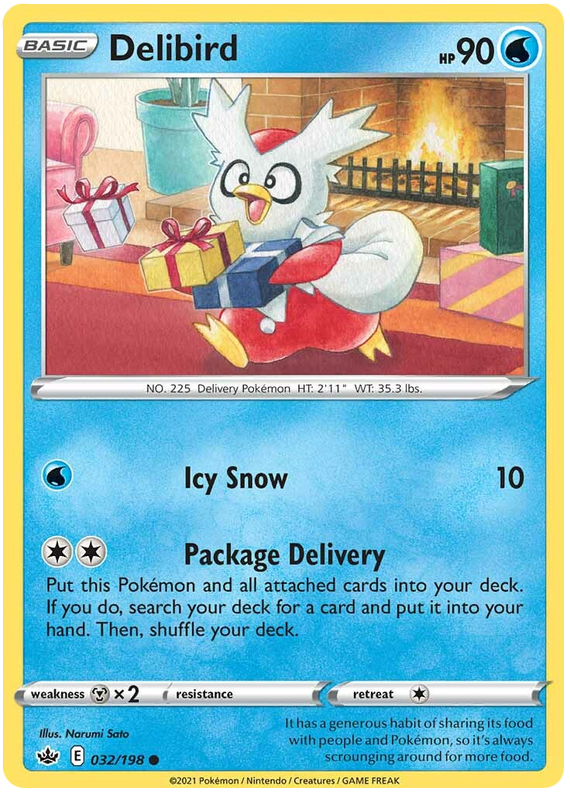 BASIC Delibird HP 90
NO. 225 Delivery Pokémon HT: 2'11" WT: 35.3 lbs.
Icy Snow 10
Package Delivery
Put this Pokémon and all attached cards into your deck.
If you do, search your deck for a card and put it into your
hand. Then, shuffle your deck.
weakness ×2 resistance retreat
Illus. Narumi Sato
It has a generous habit of sharing its food
with people and Pokémon, so it's always
scrounging around for more food.
E 032/198
©2021 Pokémon / Nintendo / Creatures / GAME FREAK